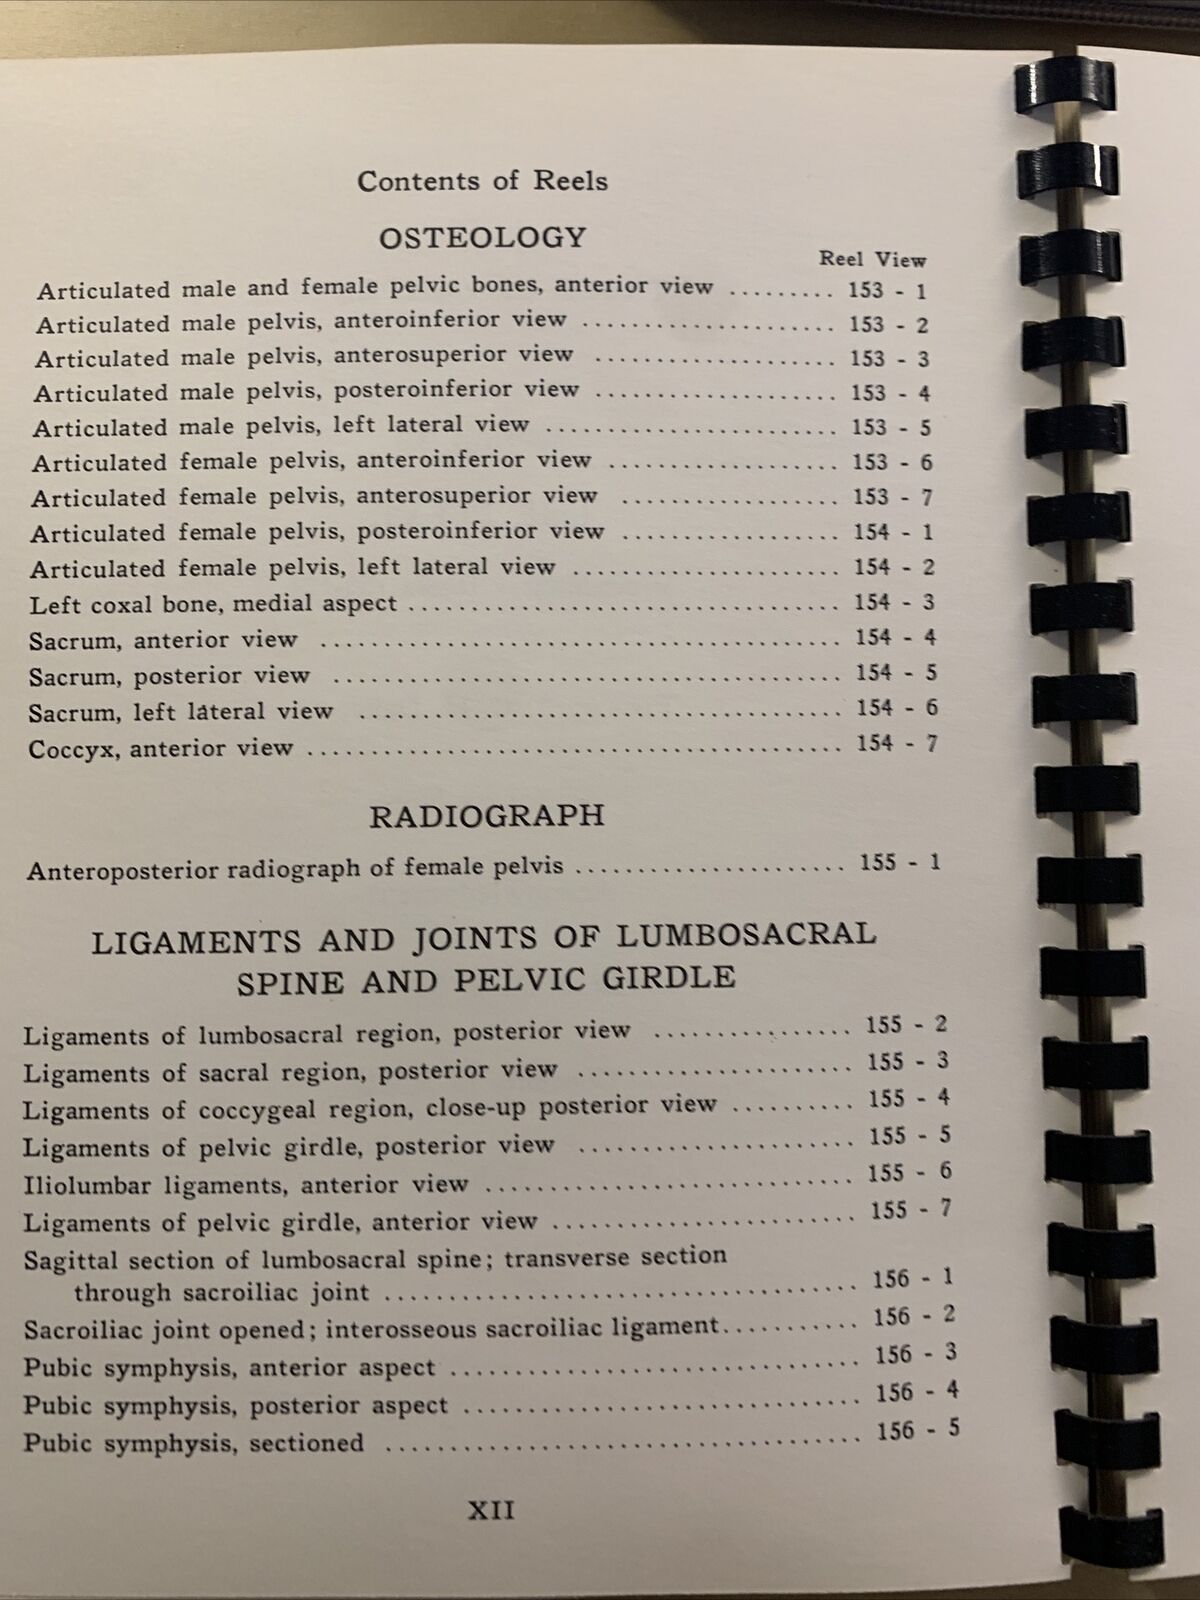 Contents of Reels
OSTEOLOGY
Reel View
Articulated male and female pelvic bones, anterior view ......... 153 - 1
Articulated male pelvis, anteroinferior view ...................... 153 - 2
Articulated male pelvis, anterosuperior view ..................... 153 - 3
Articulated male pelvis, posteroinferior view ..................... 153 - 4
Articulated male pelvis, left lateral view ......................... 153 - 5
Articulated female pelvis, anteroinferior view .................... 153 - 6
Articulated female pelvis, anterosuperior view ................... 153 - 7
Articulated female pelvis, posteroinferior view ................... 154 - 1
Articulated female pelvis, left lateral view ....................... 154 - 2
Left coxal bone, medial aspect ..................................... 154 - 3
Sacrum, anterior view ............................................. 154 - 4
Sacrum, posterior view ............................................ 154 - 5
Sacrum, left lateral view .......................................... 154 - 6
Coccyx, anterior view .............................................. 154 - 7
RADIOGRAPH
Anteroposterior radiograph of female pelvis ...................... 155 - 1
LIGAMENTS AND JOINTS OF LUMBOSACRAL
SPINE AND PELVIC GIRDLE
Ligaments of lumbosacral region, posterior view ................ 155 - 2
Ligaments of sacral region, posterior view ....................... 155 - 3
Ligaments of coccygeal region, close-up posterior view .......... 155 - 4
Ligaments of pelvic girdle, posterior view ....................... 155 - 5
Iliolumbar ligaments, anterior view ............................... 155 - 6
Ligaments of pelvic girdle, anterior view ......................... 155 - 7
Sagittal section of lumbosacral spine; transverse section
through sacroiliac joint ....................................... 156 - 1
Sacroiliac joint opened; interosseous sacroiliac ligament........... 156 - 2
Pubic symphysis, anterior aspect .................................. 156 - 3
Pubic symphysis, posterior aspect ................................. 156 - 4
Pubic symphysis, sectioned ........................................ 156 - 5
XII